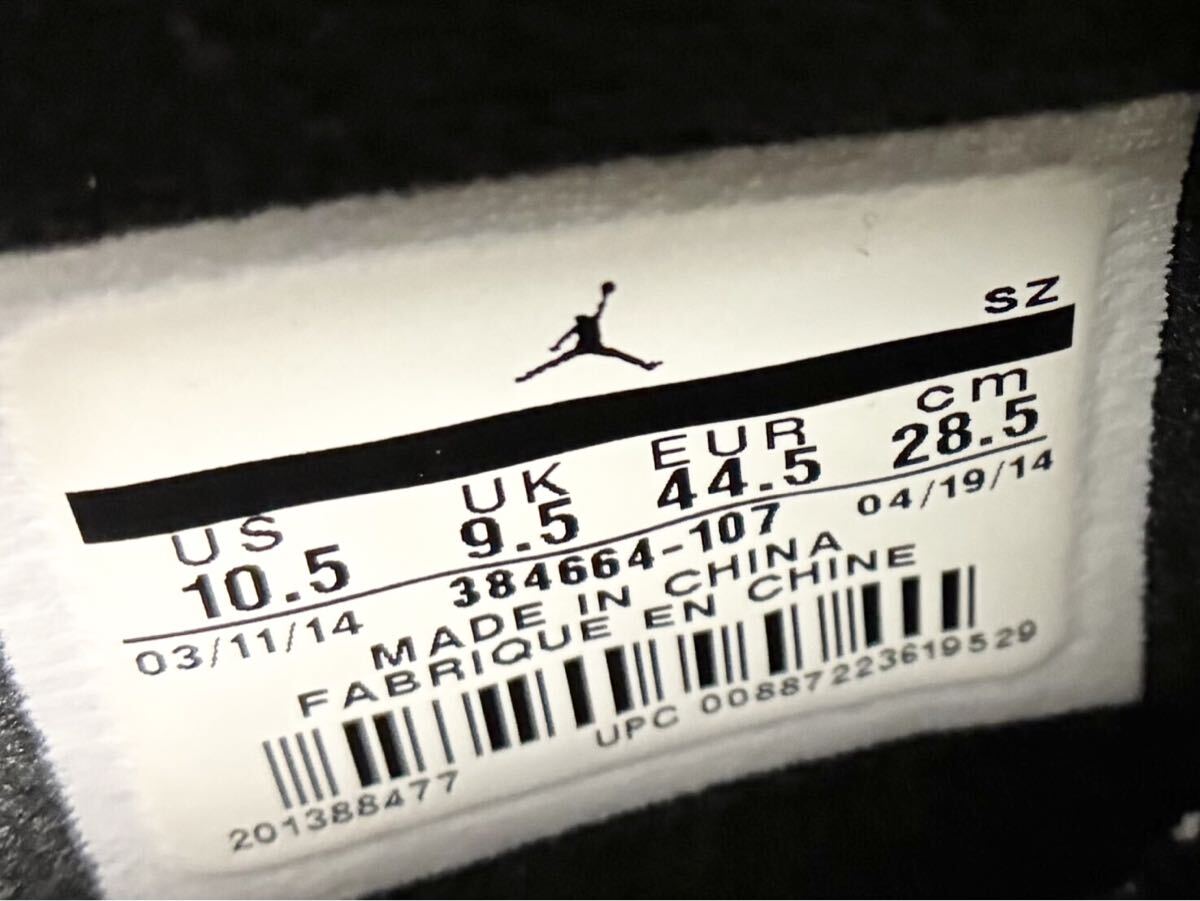 SZ
US UK EUR cm
10.5 9.5 44.5 28.5
03/11/14 384664-107 04/19/14
MADE IN CHINA
FABRIQUE EN CHINE
201388477 UPC 00887223619529